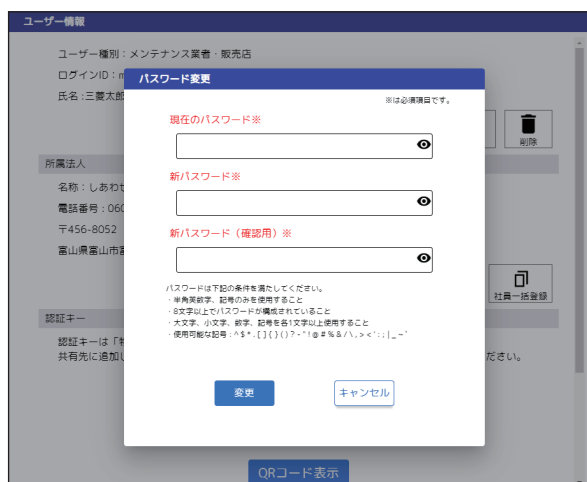 ユーザー情報
ユーザー種別：メンテナンス業者・販売店
ログインID：m
氏名：三菱太郎
削除
所属法人
名称：しあわせ
電話番号：060
〒456-8052
富山県富山市富
社員一括登録
認証キー
認証キーは「特
共有先に追加し
ださい。
QRコード表示
パスワード変更
※は必須項目です。
現在のパスワード※
新パスワード※
新パスワード（確認用）※
パスワードは下記の条件を満たしてください。
・半角英数字、記号のみを使用すること
・8文字以上でパスワードが構成されていること
・大文字、小文字、数字、記号を各1文字以上使用すること
・使用可能な記号：^ $ * . [ ] { } ( ) ? - " ! @ # % & / \ , > < ' : ; | _ ~ `
変更
キャンセル